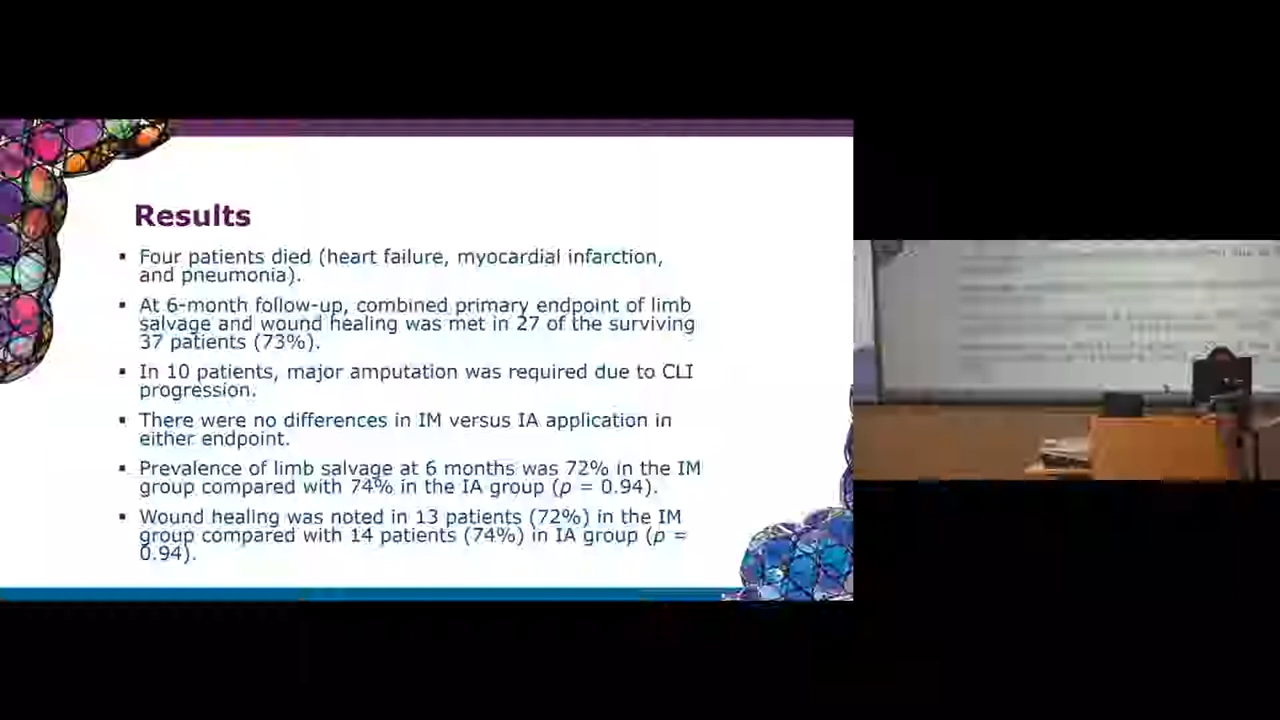 Results
▪ Four patients died (heart failure, myocardial infarction,
and pneumonia).
▪ At 6-month follow-up, combined primary endpoint of limb
salvage and wound healing was met in 27 of the surviving
37 patients (73%).
▪ In 10 patients, major amputation was required due to CLI
progression.
▪ There were no differences in IM versus IA application in
either endpoint.
▪ Prevalence of limb salvage at 6 months was 72% in the IM
group compared with 74% in the IA group (p = 0.94).
▪ Wound healing was noted in 13 patients (72%) in the IM
group compared with 14 patients (74%) in IA group (p =
0.94).